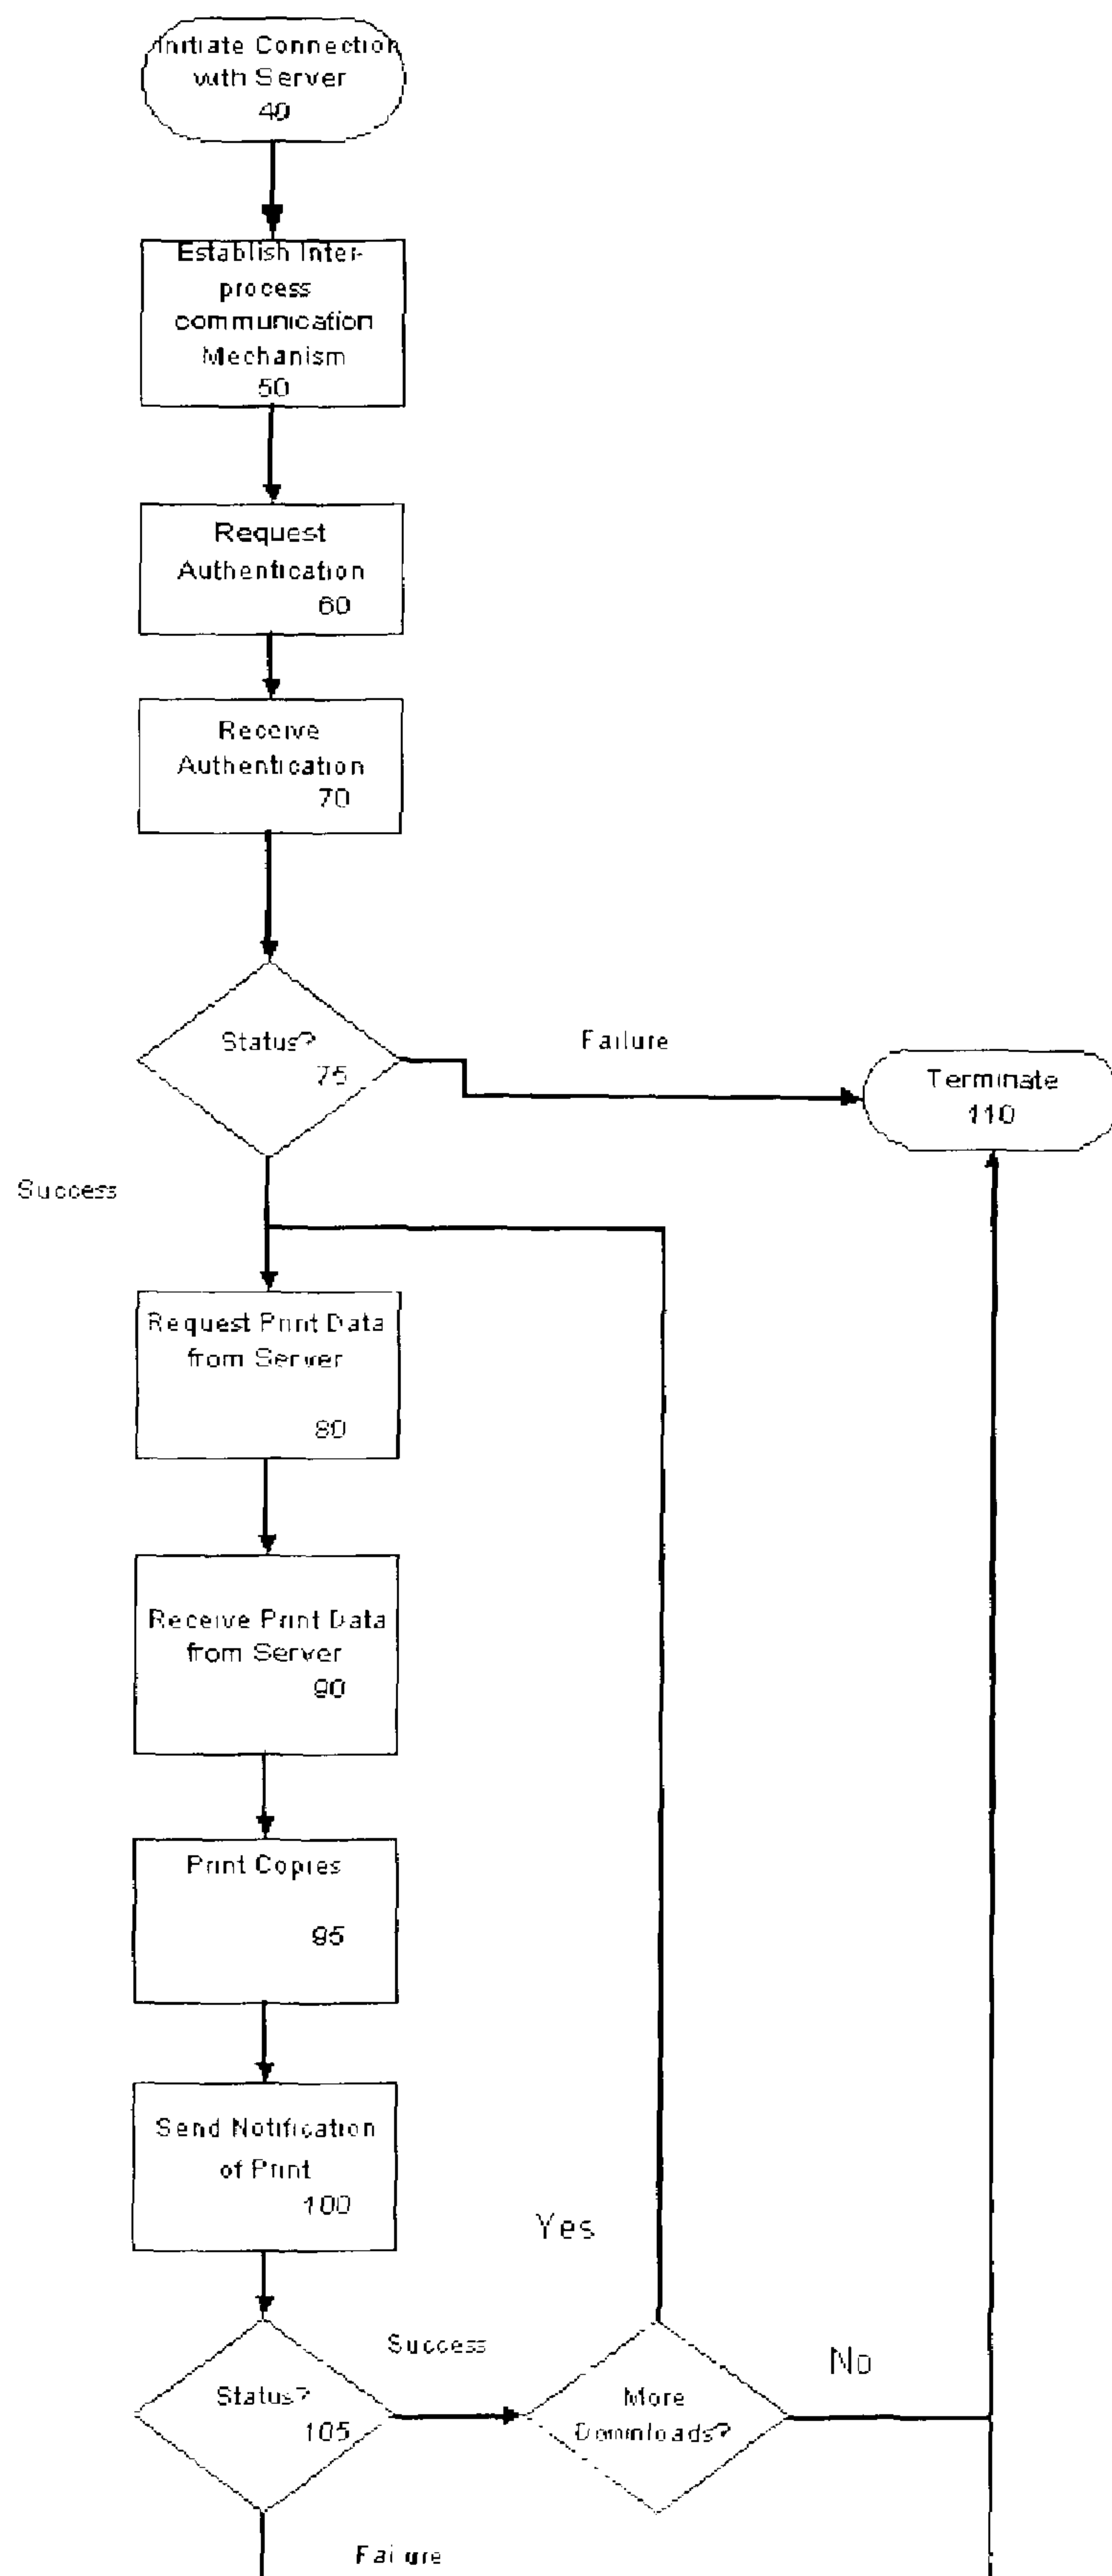 Initiate Connection
with Server
40
Establish Inter-
process
communication
Mechanism
50
Request
Authentication
60
Receive
Authentication
70
Status?
75
Failure
Terminate
110
Success
Request Print Data
from Server
80
Receive Print Data
from Server
90
Print Copies
95
Send Notification
of Print
100
Yes
Status?
105
Success
More
Downloads?
No
Failure